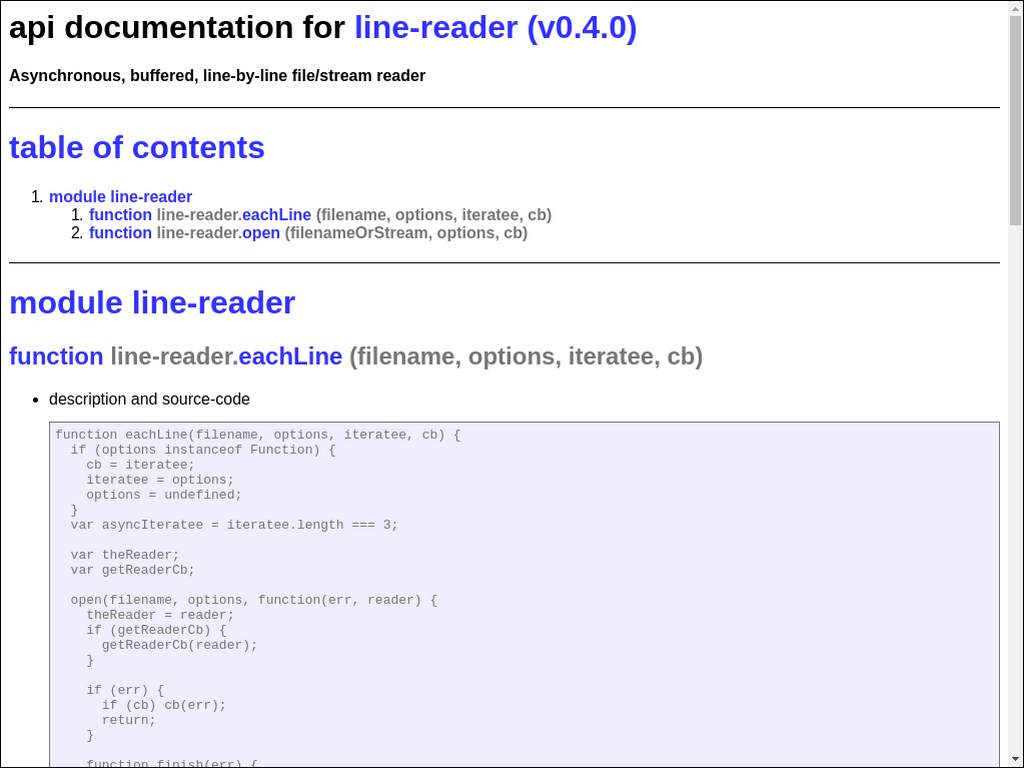 api documentation for line-reader (v0.4.0)
Asynchronous, buffered, line-by-line file/stream reader
table of contents
1. module line-reader
1. function line-reader.eachLine (filename, options, iteratee, cb)
2. function line-reader.open (filenameOrStream, options, cb)
module line-reader
function line-reader.eachLine (filename, options, iteratee, cb)
• description and source-code
function eachLine(filename, options, iteratee, cb) {
  if (options instanceof Function) {
    cb = iteratee;
    iteratee = options;
    options = undefined;
  }
  var asyncIteratee = iteratee.length === 3;

  var theReader;
  var getReaderCb;

  open(filename, options, function(err, reader) {
    theReader = reader;
    if (getReaderCb) {
      getReaderCb(reader);
    }

    if (err) {
      if (cb) cb(err);
      return;
    }

    function finish(err) {